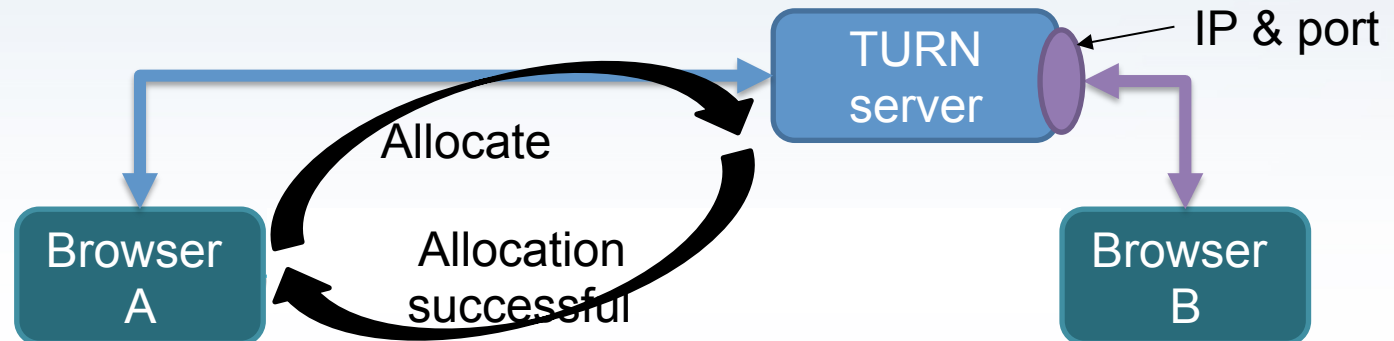 IP & port
TURN
server
Allocate
Browser
A
Allocation
successful
Browser
B